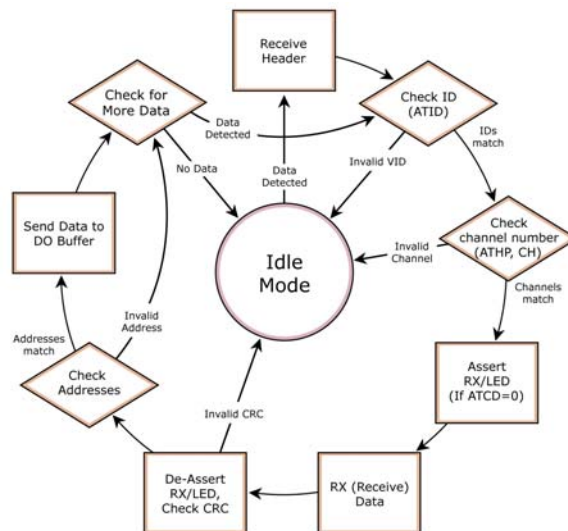 Receive
Header
Check for
More Data
Check ID
(ATID)
Data
Detected
IDs
match
No Data
Data
Detected
Invalid VID
Send Data to
DO Buffer
Idle
Mode
Invalid
Channel
Check
channel number
(ATHP, CH)
Channels
match
Invalid
Address
Addresses
match
Check
Addresses
Assert
RX/LED
(If ATCD=0)
Invalid CRC
De-Assert
RX/LED,
Check CRC
RX (Receive)
Data